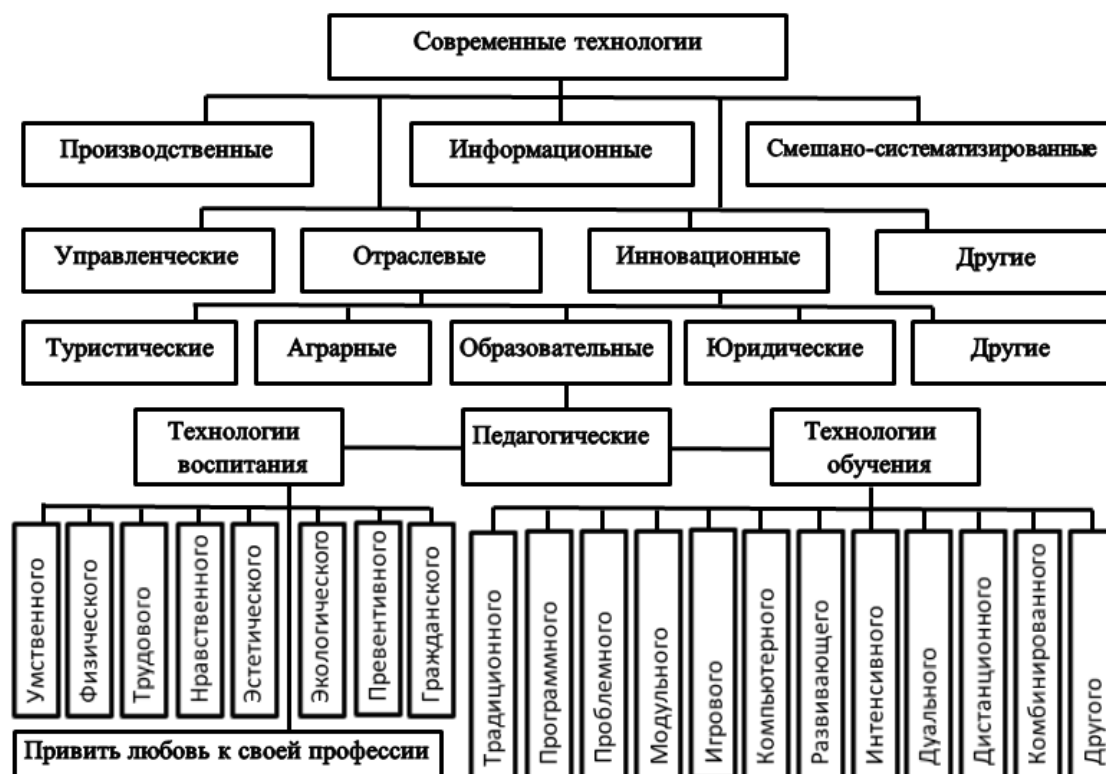 Современные технологии
Производственные
Информационные
Смешано-систематизированные
Управленческие
Отраслевые
Инновационные
Другие
Туристические
Аграрные
Образовательные
Юридические
Другие
Технологии
воспитания
Педагогические
Технологии
обучения
Умственного
Физического
Трудового
Нравственного
Эстетического
Экологического
Превентивного
Гражданского
Привить любовь к своей профессии
Традиционного
Программного
Проблемного
Модульного
Игрового
Компьютерного
Развивающего
Интенсивного
Дуального
Дистанционного
Комбинированного
Другого